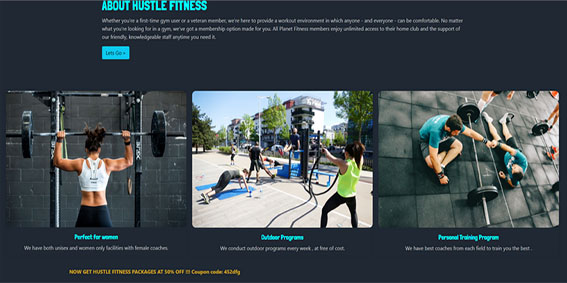 ABOUT HUSTLE FITNESS
Whether you're a first-time gym user or a veteran member, we're here to provide a workout environment in which anyone - and everyone - can be comfortable. No matter
what you're looking for in a gym, we've got a membership option made for you. All Planet Fitness members enjoy unlimited access to their home club and the support of
our friendly, knowledgeable staff anytime you need it.
Lets Go »
Perfect for women
We have both unisex and women only facilities with female coaches.
Outdoor Programs
We conduct outdoor programs every week , at free of cost.
Personal Training Program
We have best coaches from each field to train you the best .
NOW GET HUSTLE FITNESS PACKAGES AT 50% OFF !!! Coupon code: 452dfg